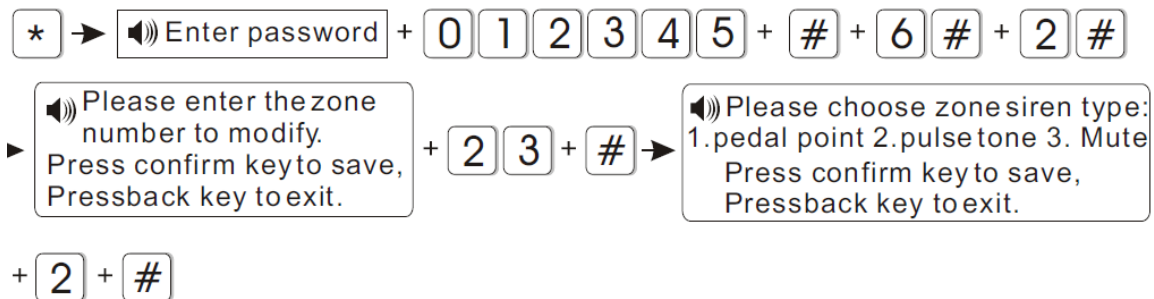 * → Enter password + 0 1 2 3 4 5 + # + 6 # + 2 #
Please enter the zone
number to modify.
Press confirm key to save,
Pressback key to exit.
+ 2 3 + # →
Please choose zone siren type:
1.pedal point 2.pulse tone 3. Mute
Press confirm key to save,
Pressback key to exit.
+ 2 + #